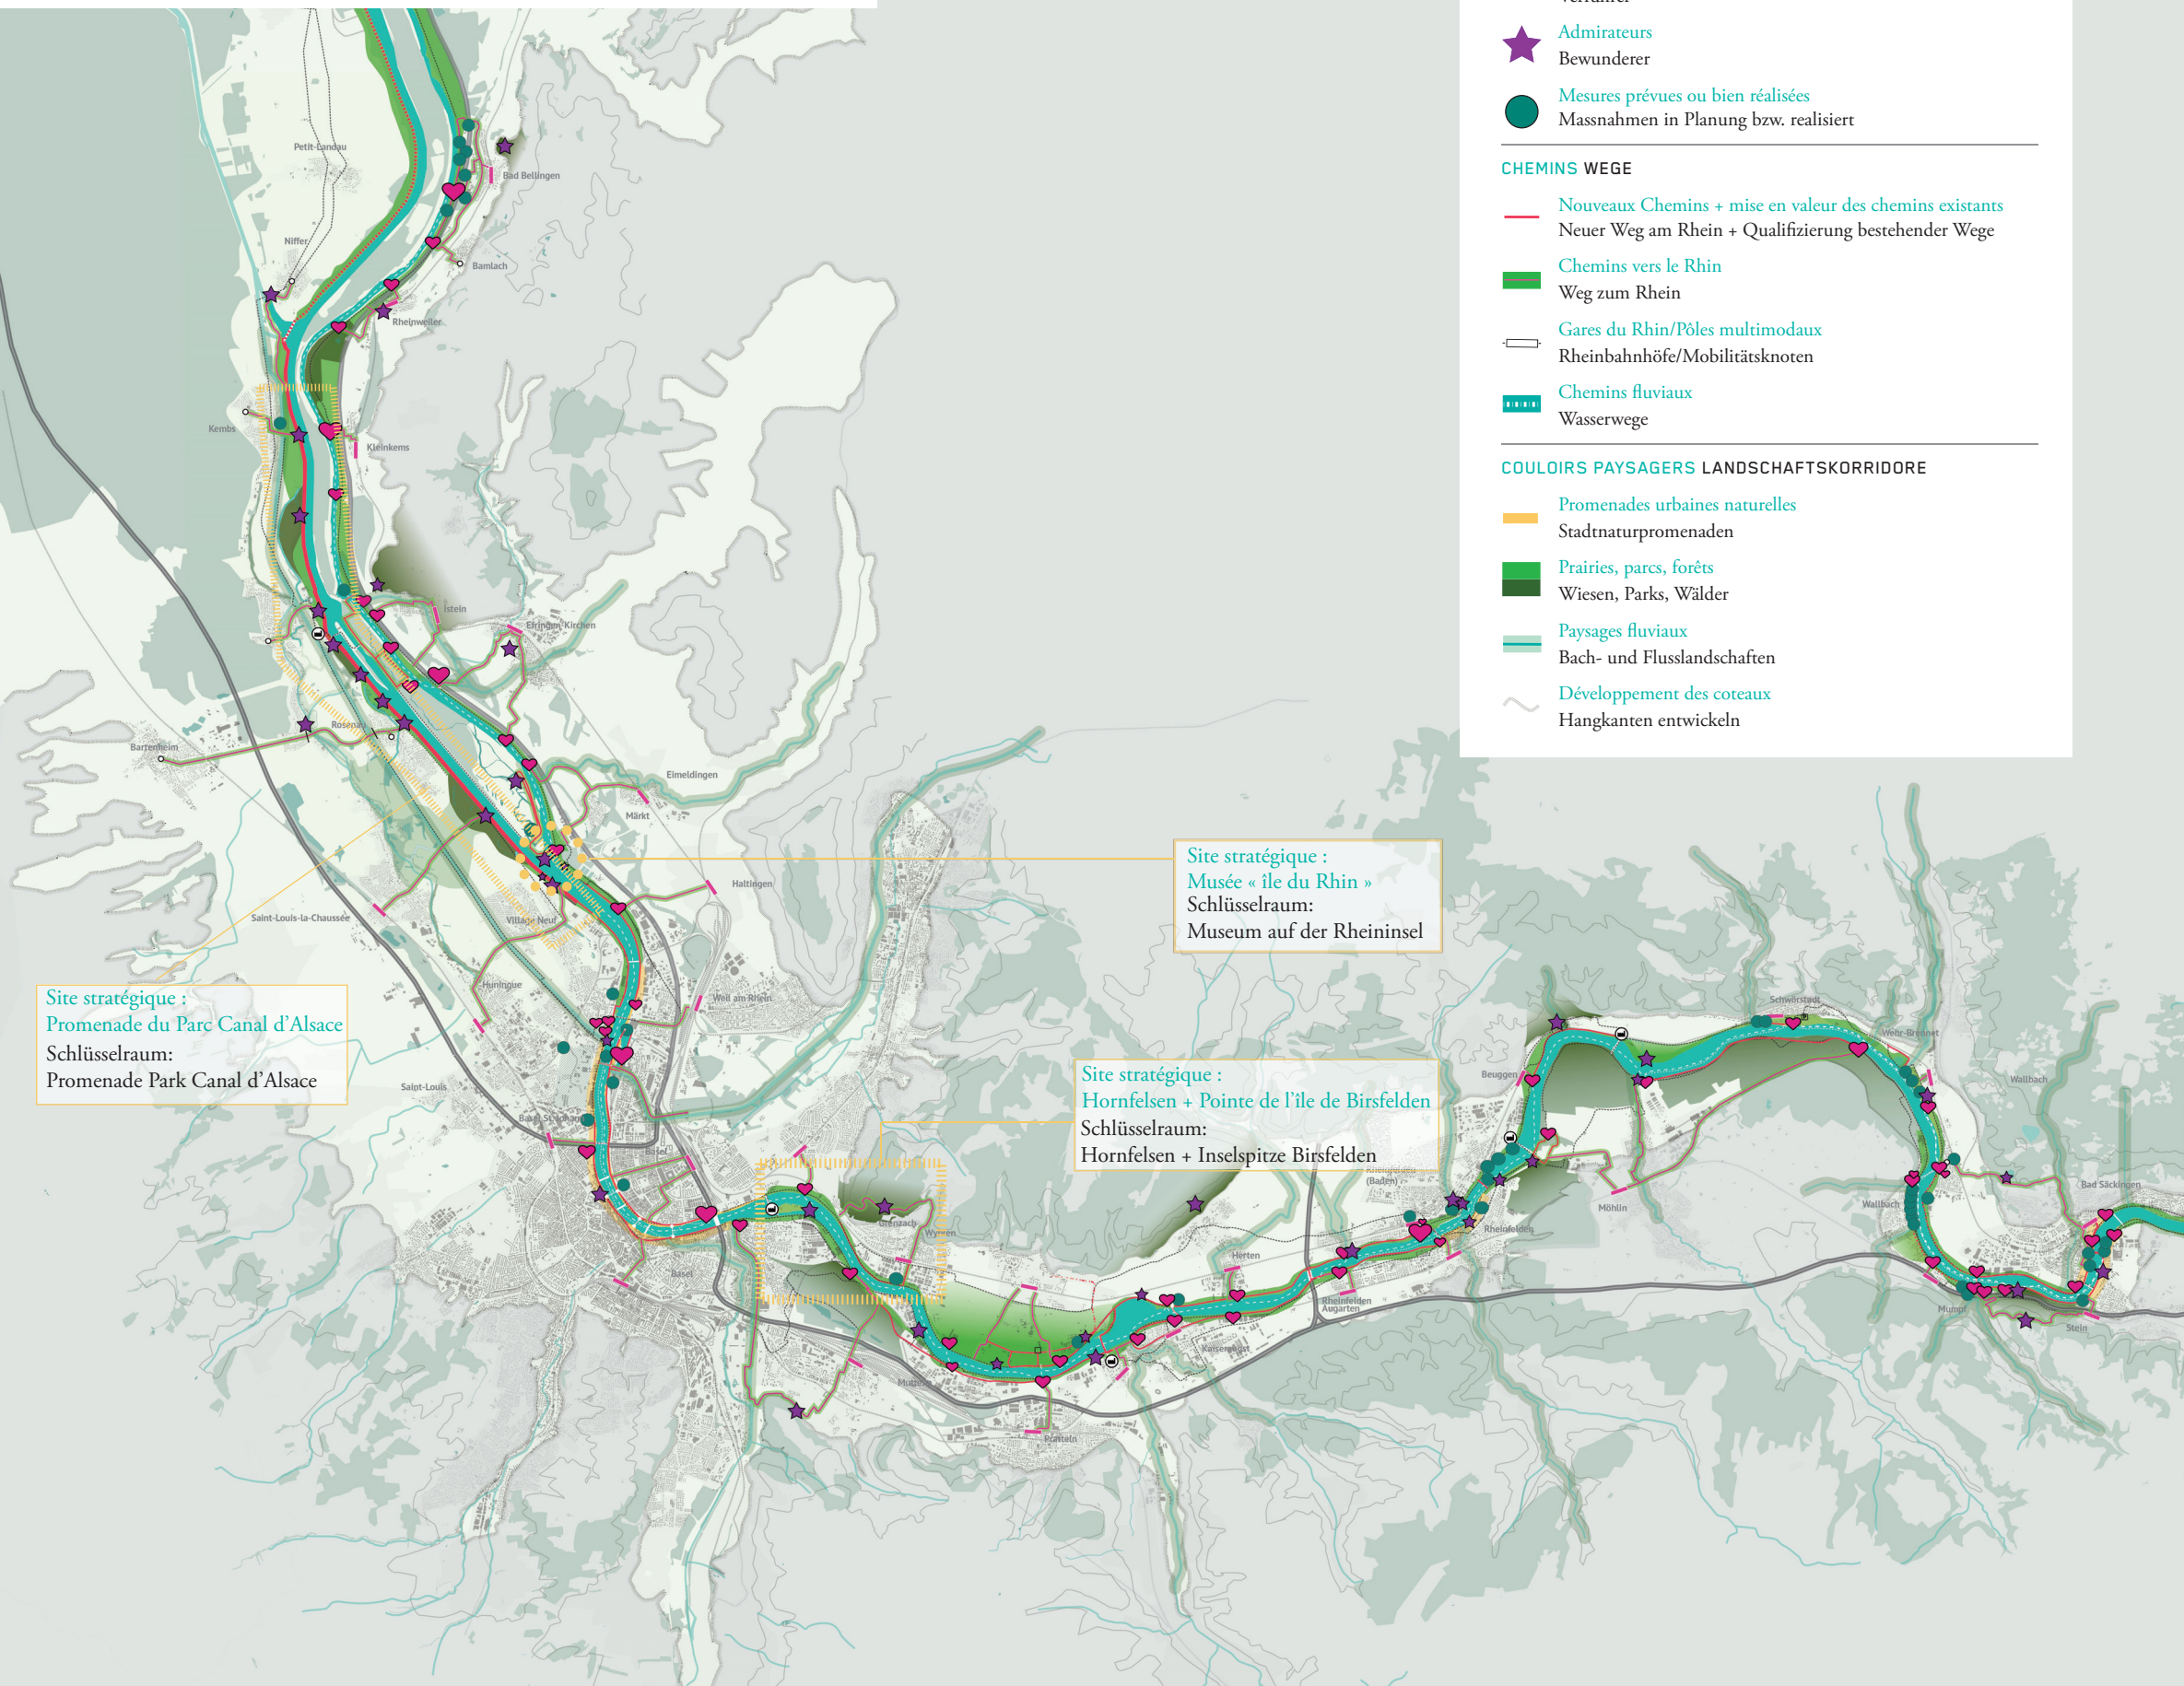 Admirateurs
Bewunderer
Mesures prévues ou bien réalisées
Massnahmen in Planung bzw. realisiert
CHEMINS WEGE
Nouveaux Chemins + mise en valeur des chemins existants
Neuer Weg am Rhein + Qualifizierung bestehender Wege
Chemins vers le Rhin
Weg zum Rhein
Gares du Rhin/Pôles multimodaux
Rheinbahnhöfe/Mobilitätsknoten
Chemins fluviaux
Wasserwege
COULOIRS PAYSAGERS LANDSCHAFTSKORRIDORE
Promenades urbaines naturelles
Stadtnaturpromenaden
Prairies, parcs, forêts
Wiesen, Parks, Wälder
Paysages fluviaux
Bach- und Flusslandschaften
Développement des coteaux
Hangkanten entwickeln
Petit-Landau
Bad Bellingen
Niffer
Bamlach
Rheinweiler
Kembs
Kleinkems
Istein
Efringen-Kirchen
Rosenau
Bartenheim
Eimeldingen
Märkt
Haltingen
Saint-Louis-la-Chaussée
Village Neuf
Huningue
Weil am Rhein
Saint-Louis
Basel
Basel
Site stratégique :
Musée « île du Rhin »
Schlüsselraum:
Museum auf der Rheininsel
Site stratégique :
Promenade du Parc Canal d'Alsace
Schlüsselraum:
Promenade Park Canal d'Alsace
Site stratégique :
Hornfelsen + Pointe de l'île de Birsfelden
Schlüsselraum:
Hornfelsen + Inselspitze Birsfelden
Grenzach
Wyhlen
Muttenz
Pratteln
Kaiseraugst
Herten
Rheinfelden
Augarten
Rheinfelden
(Baden)
Rheinfelden
Beuggen
Möhlin
Schwörstadt
Wehr-Brennet
Wallbach
Wallbach
Bad Säckingen
Mumpf
Stein